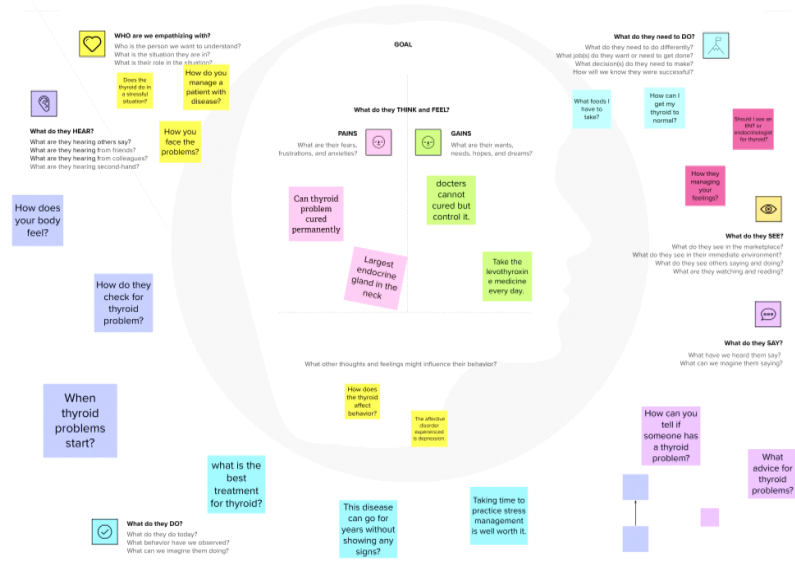 WHO are we empathizing with?
Who is the person we want to understand?
What is the situation they are in?
What is their role in the situation?
Does the
thyroid do in
a stressful
situation?
How do you
manage a
patient with
disease?
How you
face the
problems?
GOAL
What do they need to DO?
What do they need to do differently?
What job(s) do they want or need to get done?
What decision(s) do they need to make?
How will we know they were successful?
What foods I
have to
take?
How can I
get my
thyroid to
normal?
Should I see an
ENT or
endocrinologist
for thyroid?
How they
managing
your
feelings?
What do they HEAR?
What are they hearing others say?
What are they hearing from friends?
What are they hearing from colleagues?
What are they hearing second-hand?
How does
your body
feel?
How do they
check for
thyroid
problem?
When
thyroid
problems
start?
What do they THINK and FEEL?
PAINS
What are their fears,
frustrations, and anxieties?
GAINS
What are their wants,
needs, hopes, and dreams?
Can thyroid
problem
cured
permanently
Largest
endocrine
gland in the
neck
docters
cannot
cured but
control it.
Take the
levothyroxin
e medicine
every day.
What do they SEE?
What do they see in the marketplace?
What do they see in their immediate environment?
What do they see others saying and doing?
What are they watching and reading?
What do they SAY?
What have we heard them say?
What can we imagine them saying?
What other thoughts and feelings might influence their behavior?
How does
the thyroid
affect
behavior?
The affective
disorder
experienced
is depression.
How can you
tell if
someone has
a thyroid
problem?
What
advice for
thyroid
problems?
what is the
best
treatment
for thyroid?
What do they DO?
What do they do today?
What behavior have we observed?
What can we imagine them doing?
This disease
can go for
years without
showing any
signs?
Taking time to
practice stress
management
is well worth it.